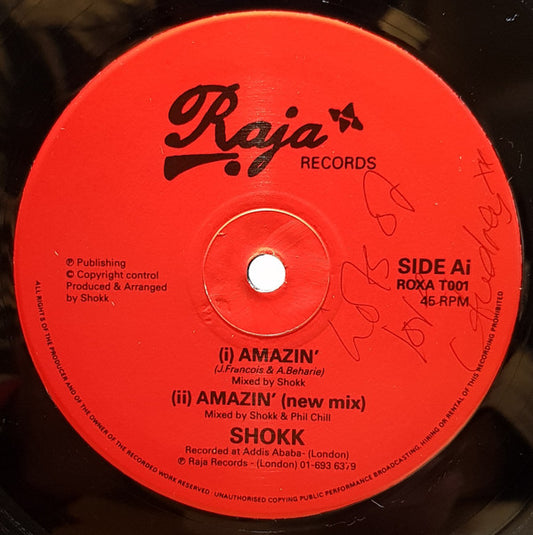 Raja
RECORDS
℗ Publishing
© Copyright control
Produced & Arranged
by Shokk
SIDE Ai
ROXA T001
45 RPM
lots of
(i) AMAZIN'
(J.Francois & A.Beharie)
Mixed by Shokk
(ii) AMAZIN' (new mix)
Mixed by Shokk & Phil Chill
SHOKK
Recorded at Addis Ababa- (London)
℗ Raja Records - (London) 01-693 6379
ALL RIGHT S OF THE PRODUCER AND OF THE OWNER OF THE RECORDED WORK RESERVED · UNAUTHORISED COPYING PUBLIC PERFORMANCE BROADCASTING, HIRING OR RENTAL OF THIS RECORDING PROHIBITED